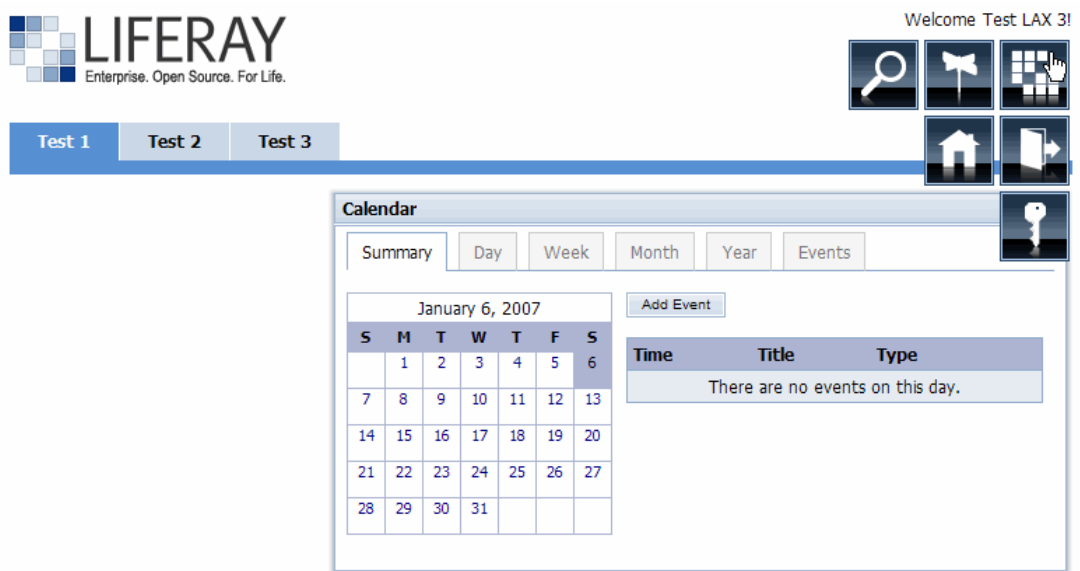 Welcome Test LAX 3!
LIFERAY
Enterprise. Open Source. For Life.
Test 1 Test 2 Test 3
Calendar
Summary Day Week Month Year Events
January 6, 2007
Add Event
S M T W T F S
Time Title Type
1 2 3 4 5 6
There are no events on this day.
7 8 9 10 11 12 13
14 15 16 17 18 19 20
21 22 23 24 25 26 27
28 29 30 31